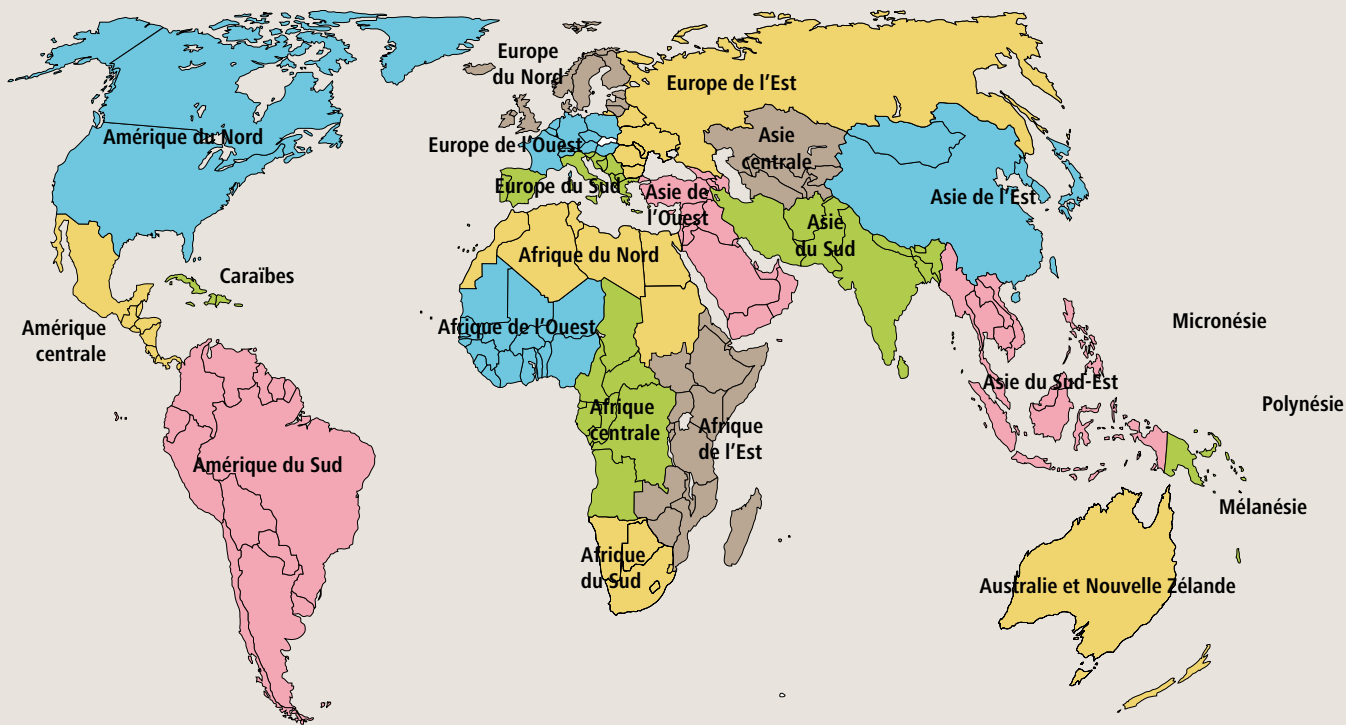 Europe
du Nord
Europe de l’Est
Amérique du Nord
Europe de l’Ouest
Asie
centrale
Europe du Sud
Asie de
l’Ouest
Asie de l’Est
Asie
du Sud
Afrique du Nord
Caraïbes
Amérique
centrale
Afrique de l’Ouest
Micronésie
Asie du Sud-Est
Polynésie
Afrique
centrale
Afrique
de l’Est
Amérique du Sud
Mélanésie
Afrique
du Sud
Australie et Nouvelle Zélande